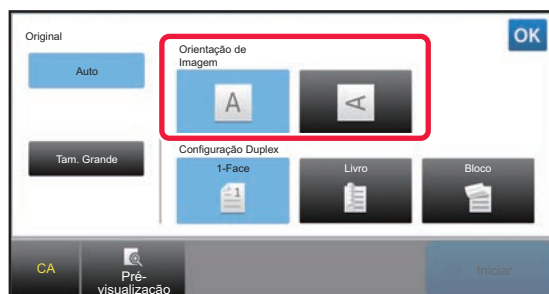 Original
OK
Orientação de
Imagem
Auto
A
A
Tam. Grande
Configuração Duplex
1-Face
Livro
Bloco
1
CA
Pré-
visualização
Iniciar